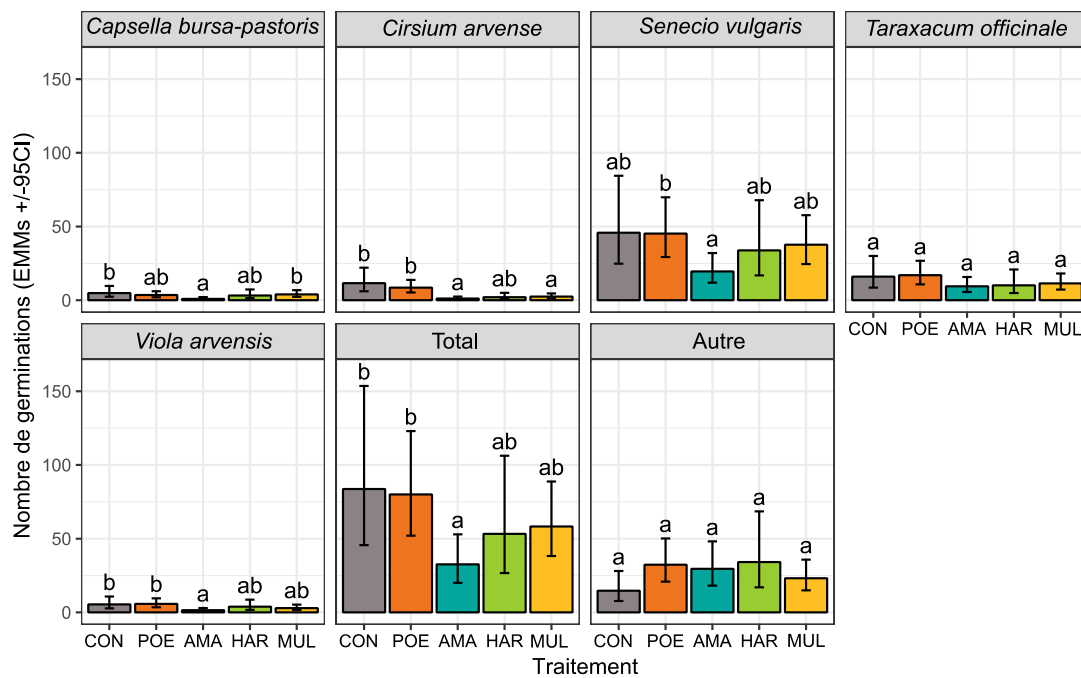 Capsella bursa-pastoris Cirsium arvense Senecio vulgaris Taraxacum officinale
150
100
50
0
b ab a ab b
b b a ab a
ab b a ab ab
a a a a a
CON POE AMA HAR MUL
Viola arvensis Total Autre
150
100
50
0
b b a ab ab
b b a ab ab
a a a a a
CON POE AMA HAR MUL CON POE AMA HAR MUL CON POE AMA HAR MUL
Traitement
Nombre de germinations (EMMs +/-95CI)